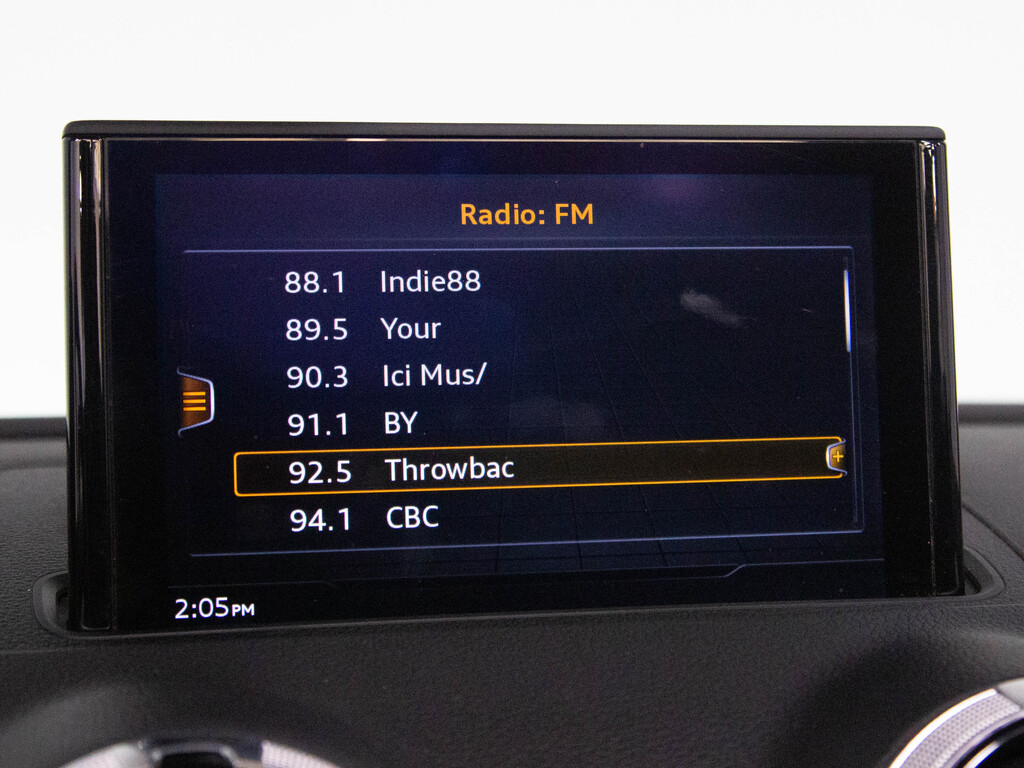 Radio: FM
88.1 Indie88
89.5 Your
90.3 Ici Mus/
91.1 BY
92.5 Throwbac
94.1 CBC
2:05PM